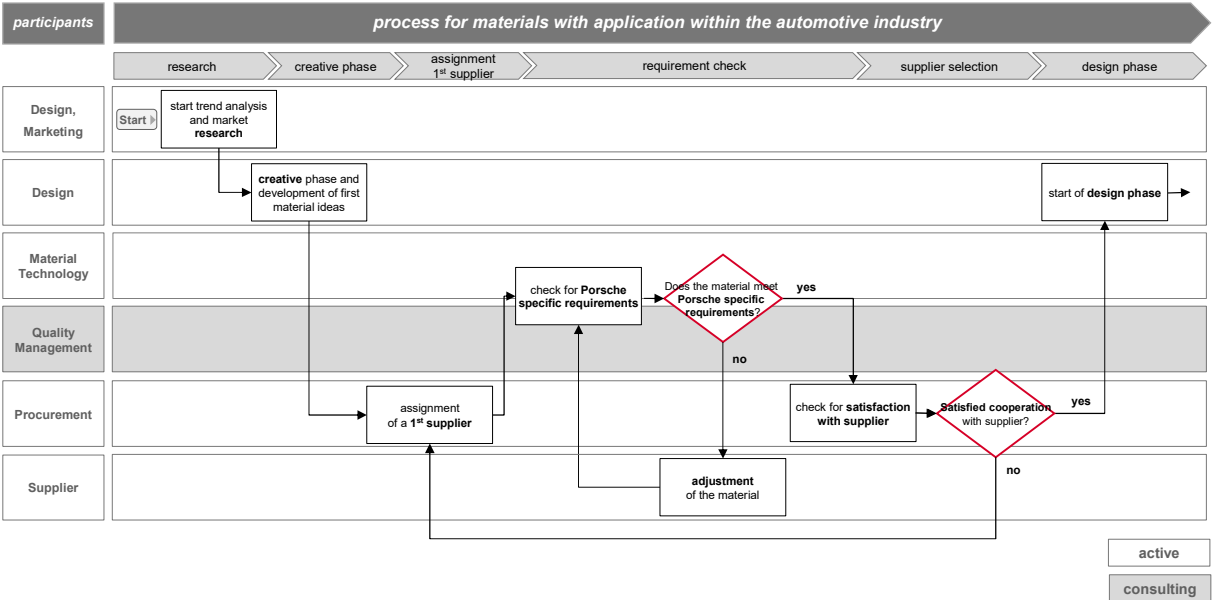 participants
process for materials with application within the automotive industry
research
creative phase
assignment
1st supplier
requirement check
supplier selection
design phase
Design,
Marketing
Start
start trend analysis
and market
research
Design
creative phase and
development of first
material ideas
start of design phase
Material
Technology
check for Porsche
specific requirements
Does the material meet
Porsche specific
requirements?
yes
Quality
Management
no
Procurement
assignment
of a 1st supplier
check for satisfaction
with supplier
Satisfied cooperation
with supplier?
yes
Supplier
adjustment
of the material
no
active
consulting